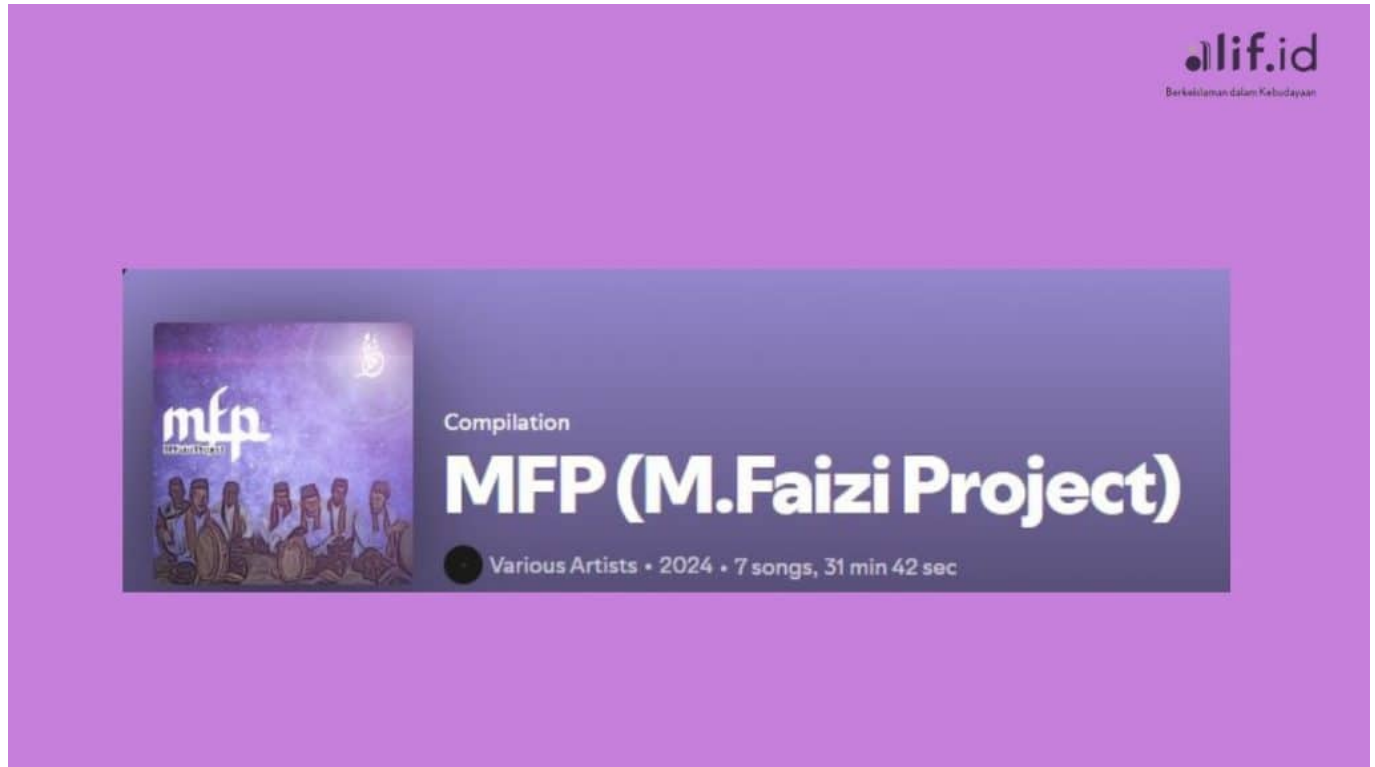 alif.id
Berkeislaman dalam Kebudayaan
mfp
Compilation
MFP (M.Faizi Project)
Various Artists • 2024 • 7 songs, 31 min 42 sec